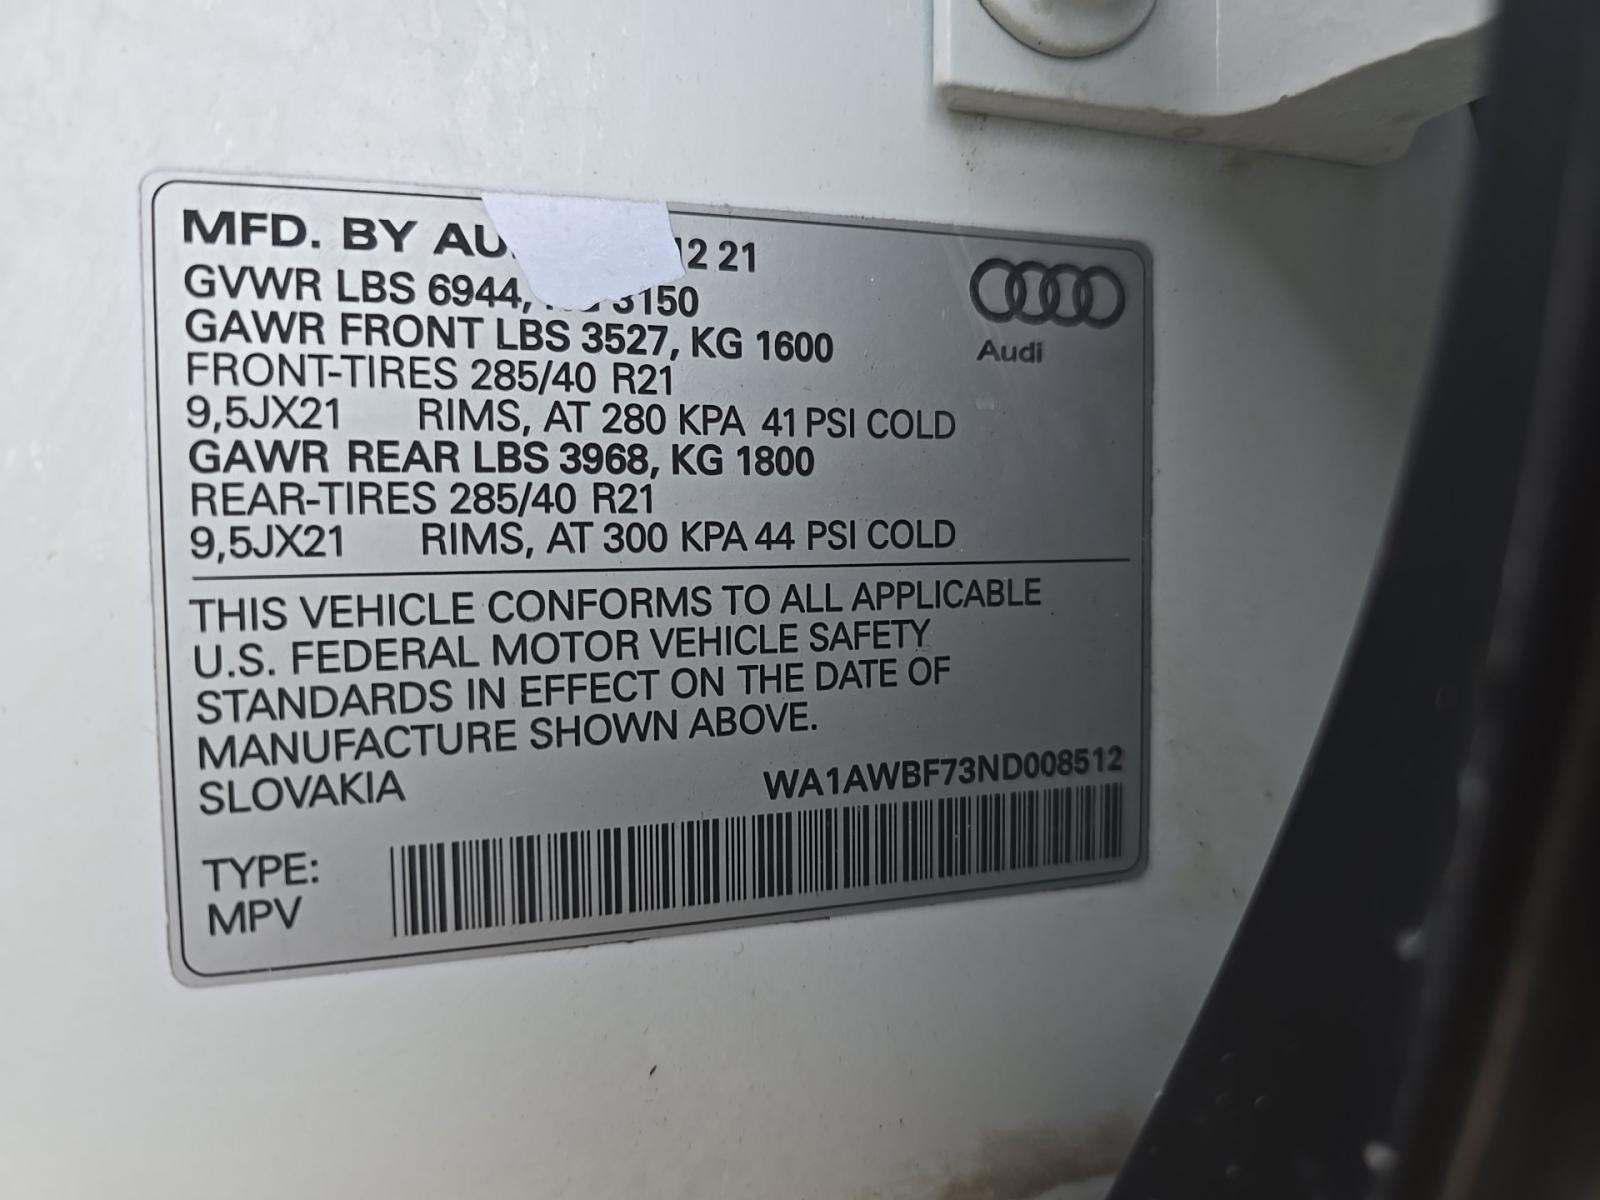 MFD. BY 12 21
GVWR LBS 6944, 3150
GAWR FRONT LBS 3527, KG 1600
FRONT-TIRES 285/40 R21
9,5JX21 RIMS, AT 280 KPA 41 PSI COLD
GAWR REAR LBS 3968, KG 1800
REAR-TIRES 285/40 R21
9,5JX21 RIMS, AT 300 KPA 44 PSI COLD
Audi
THIS VEHICLE CONFORMS TO ALL APPLICABLE
U.S. FEDERAL MOTOR VEHICLE SAFETY
STANDARDS IN EFFECT ON THE DATE OF
MANUFACTURE SHOWN ABOVE.
SLOVAKIA WA1AWBF73ND008512
TYPE:
MPV